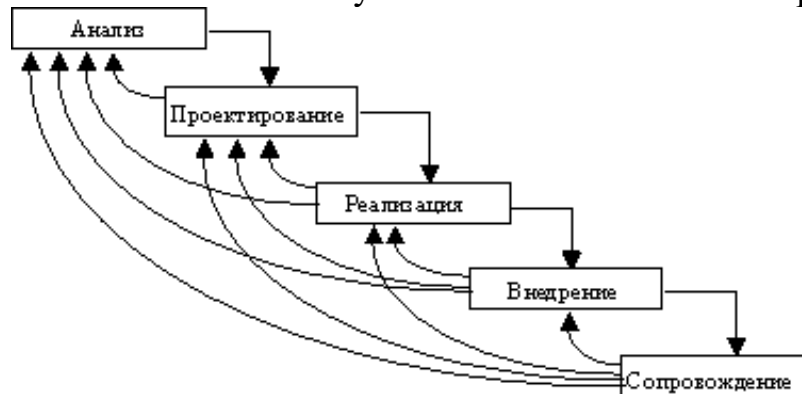 Анализ
Проектирование
Реализация
Внедрение
Сопровождение